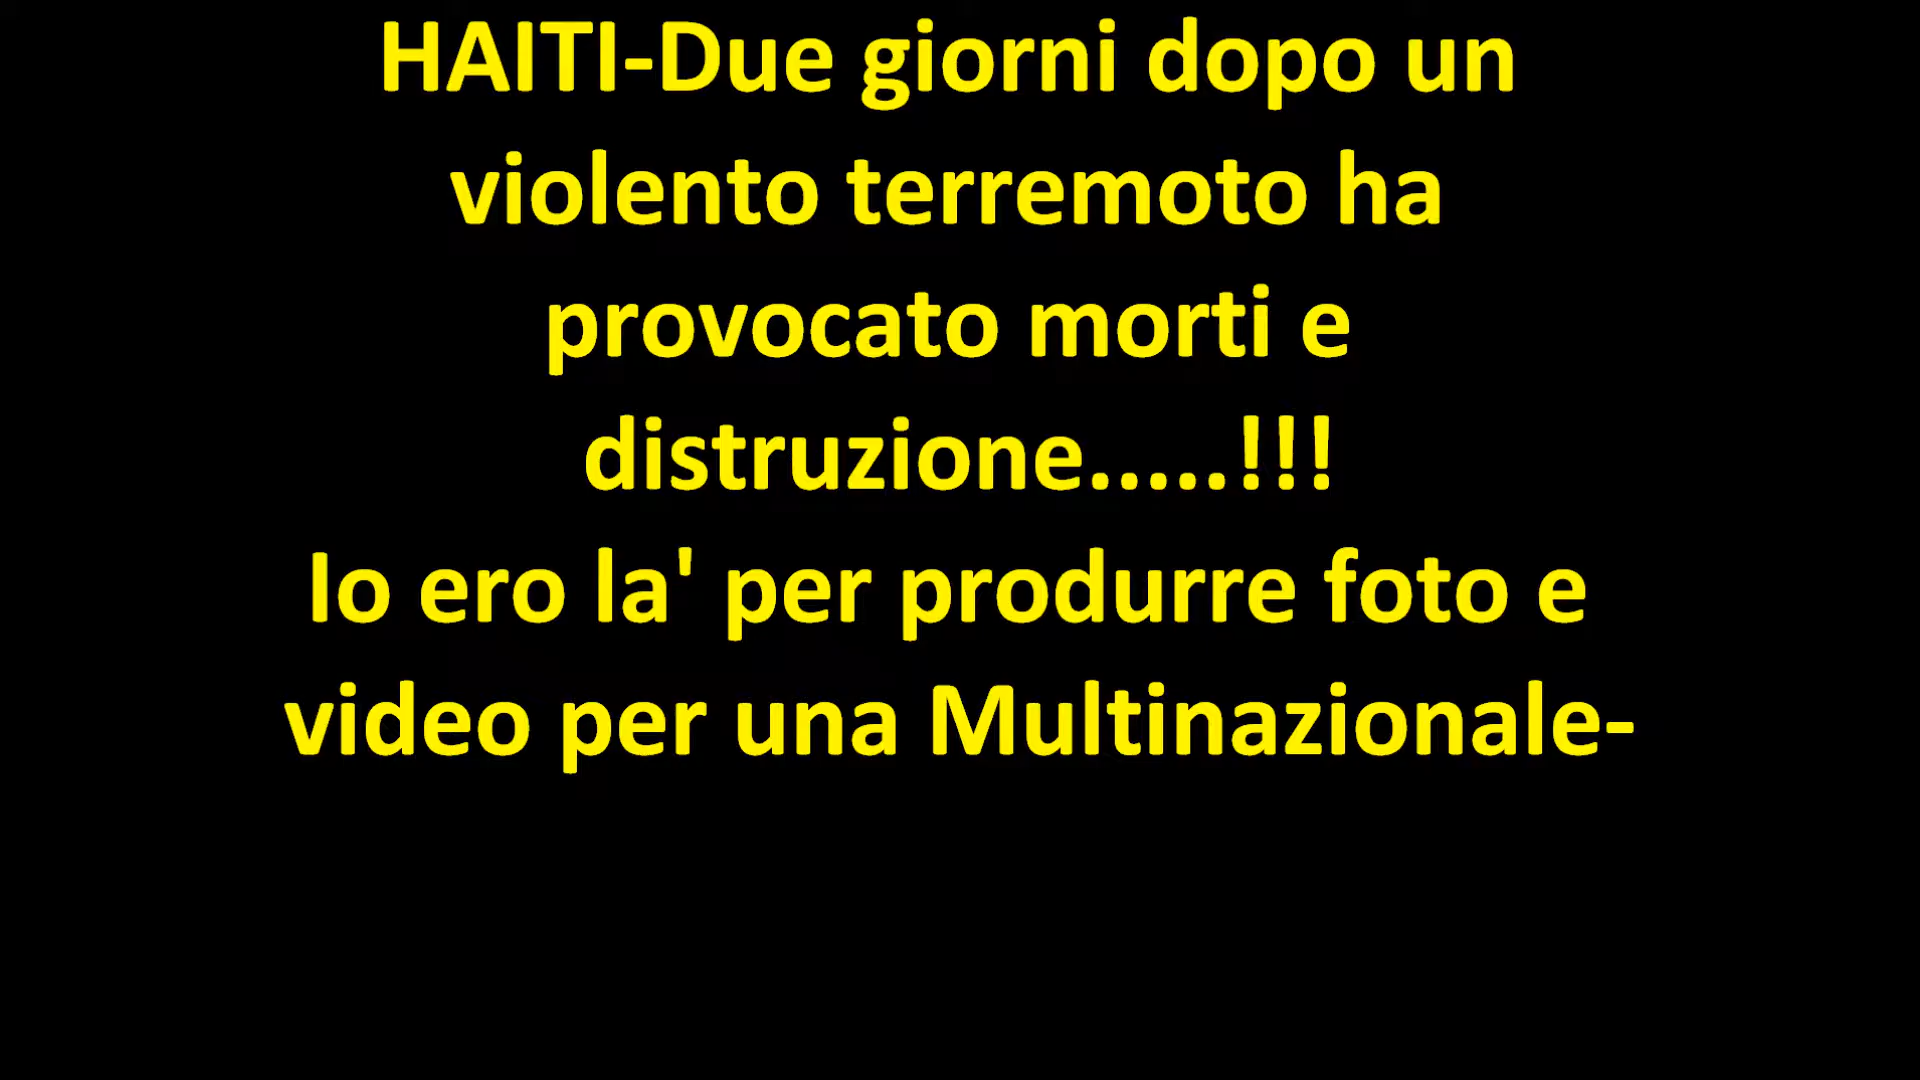 HAITI-Due giorni dopo un
violento terremoto ha
provocato morti e
distruzione.....!!!
Io ero la' per produrre foto e
video per una Multinazionale-